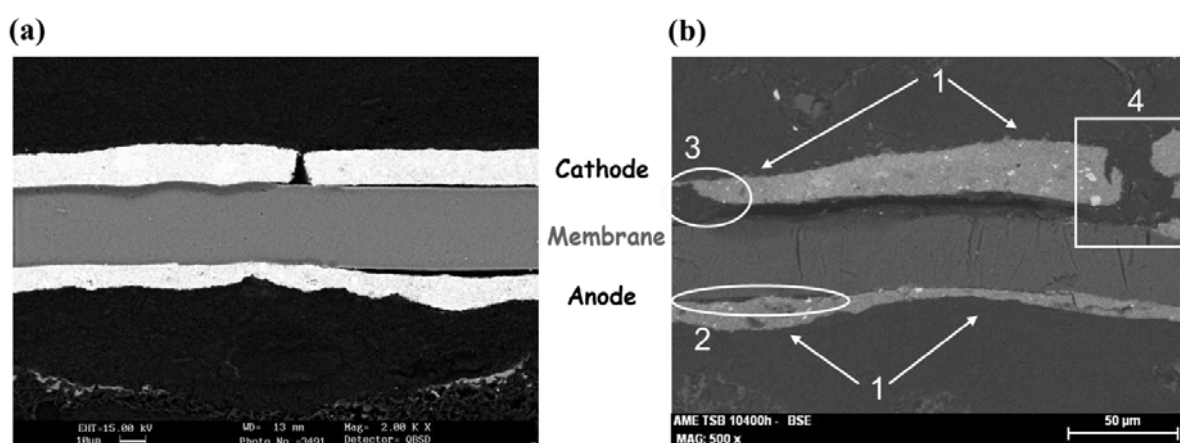 (a)
(b)
Cathode
Membrane
Anode
1
2
3
4
1
EHT=15.00 kV
WD= 13 mm
Mag= 2.00 K X
10µm
Photo No.=3491
Detector= QBSD
AME TSB 10400h - BSE
MAG: 500 x
50 µm